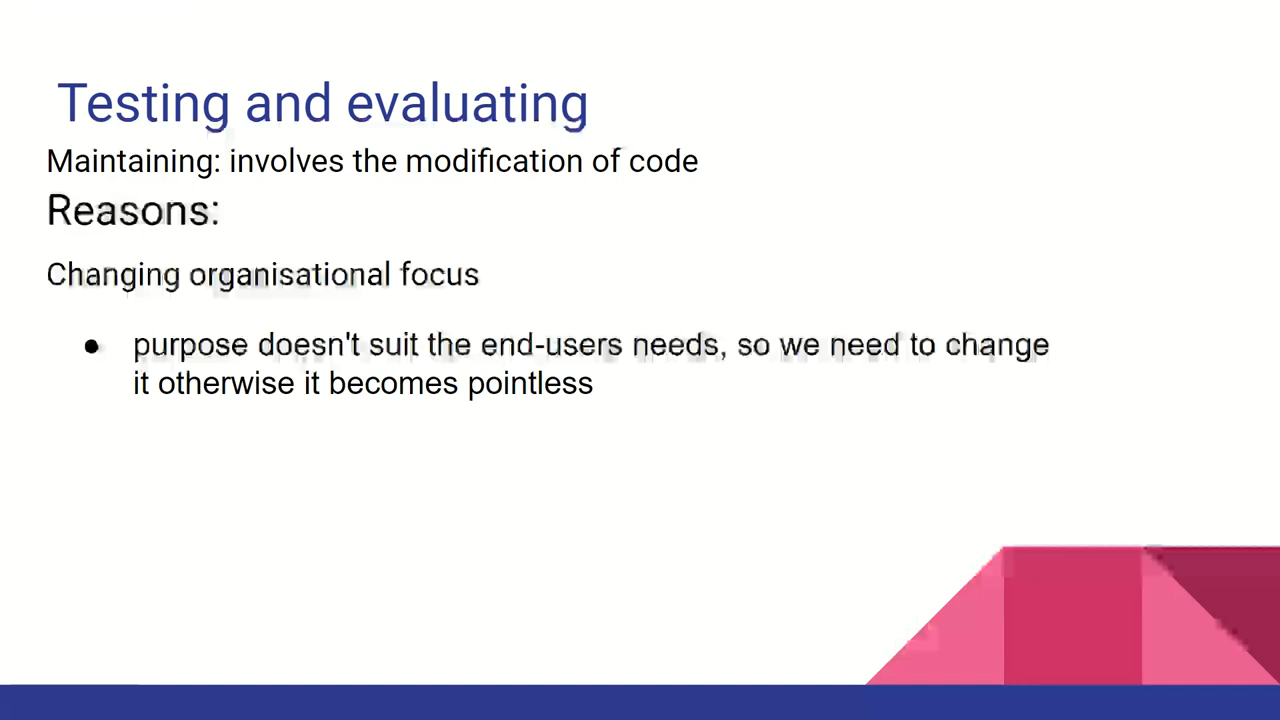 Testing and evaluating
Maintaining: involves the modification of code
Reasons:
Changing organisational focus
● purpose doesn't suit the end-users needs, so we need to change
it otherwise it becomes pointless